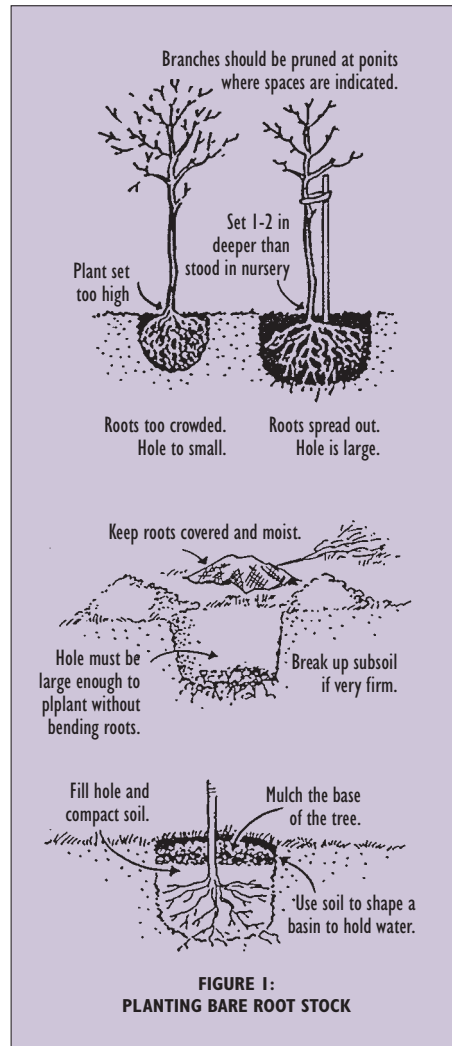 Branches should be pruned at ponits
where spaces are indicated.
Set 1-2 in
deeper than
stood in nursery
Plant set
too high
Roots too crowded.
Hole to small.
Roots spread out.
Hole is large.
Keep roots covered and moist.
Hole must be
large enough to
plplant without
bending roots.
Break up subsoil
if very firm.
Fill hole and
compact soil.
Mulch the base
of the tree.
Use soil to shape a
basin to hold water.
FIGURE 1:
PLANTING BARE ROOT STOCK